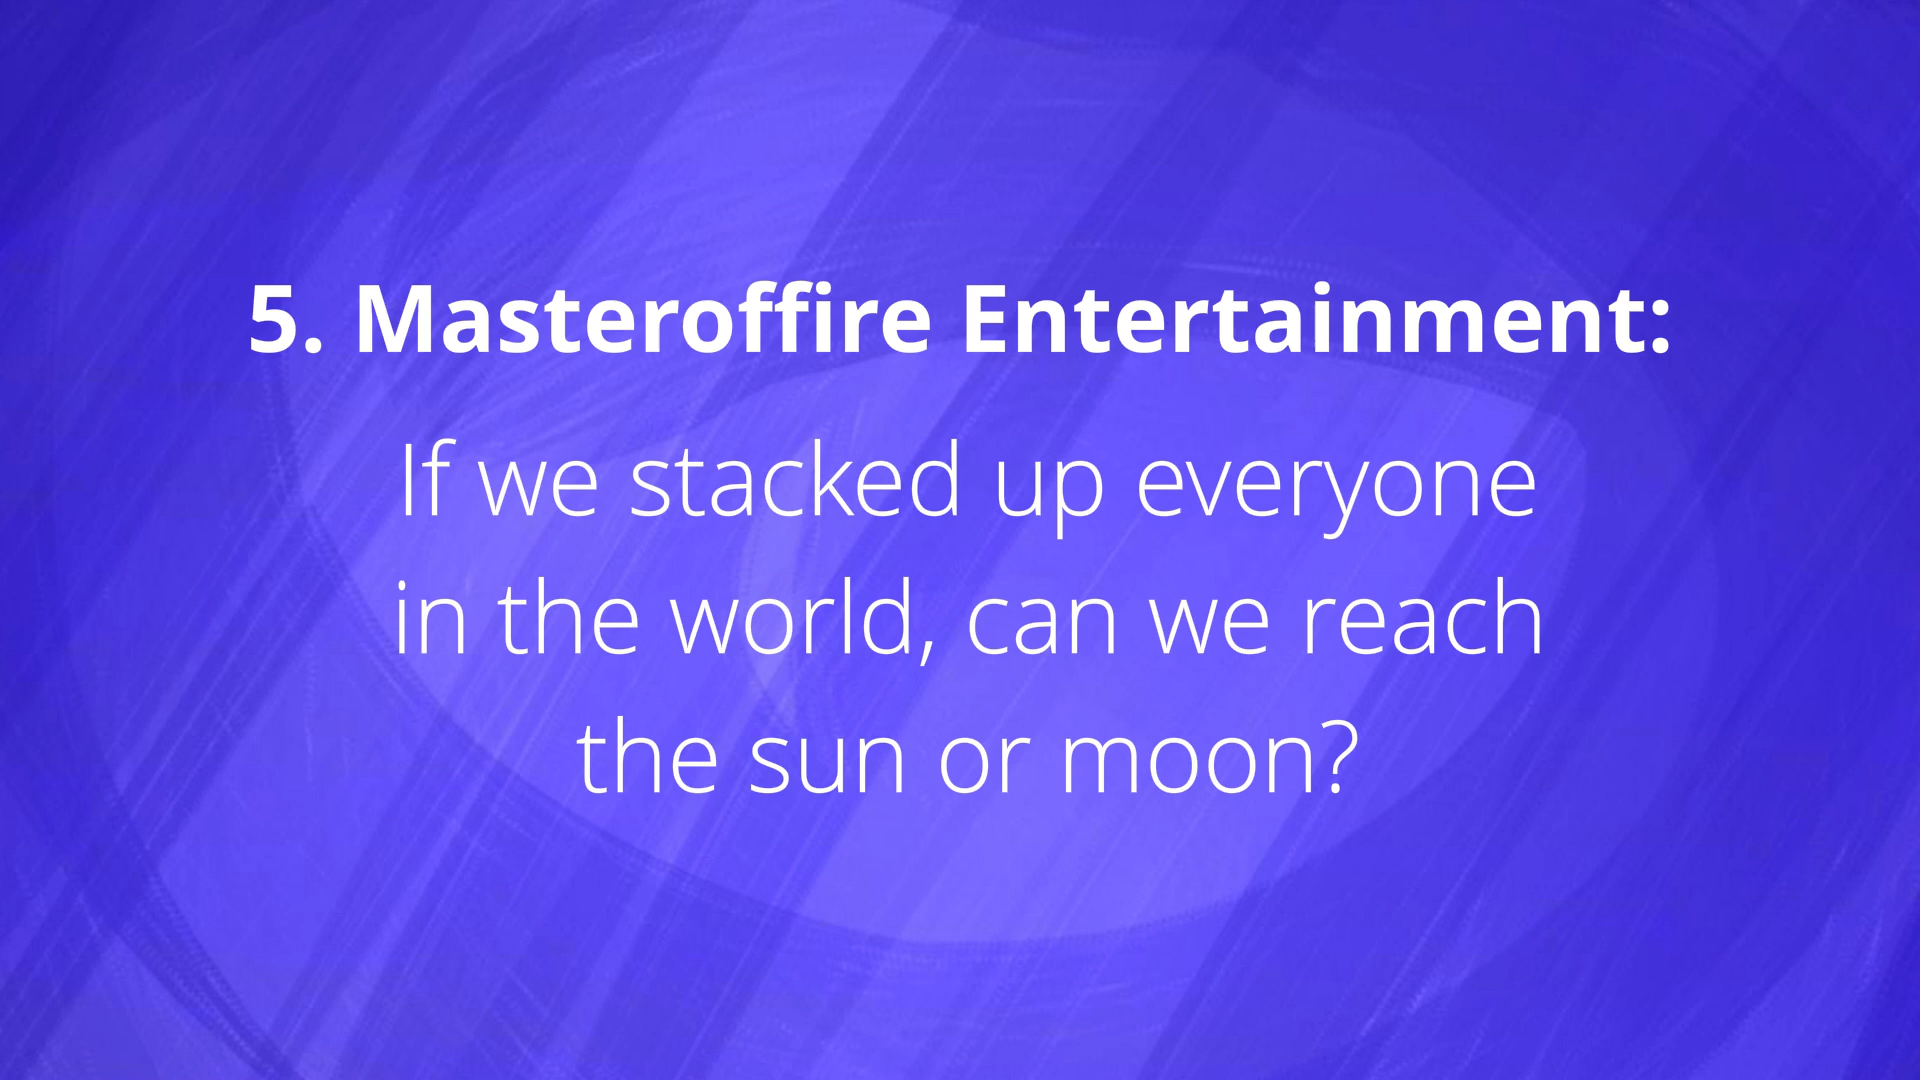 5. Masteroffire Entertainment:
If we stacked up everyone
in the world, can we reach
the sun or moon?